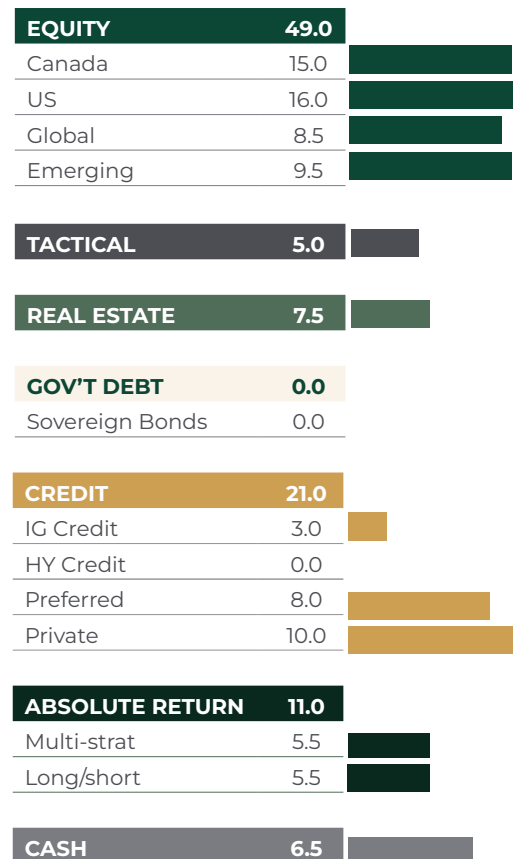 EQUITY 49.0
Canada 15.0
US 16.0
Global 8.5
Emerging 9.5
TACTICAL 5.0
REAL ESTATE 7.5
GOV’T DEBT 0.0
Sovereign Bonds 0.0
CREDIT 21.0
IG Credit 3.0
HY Credit 0.0
Preferred 8.0
Private 10.0
ABSOLUTE RETURN 11.0
Multi-strat 5.5
Long/short 5.5
CASH 6.5